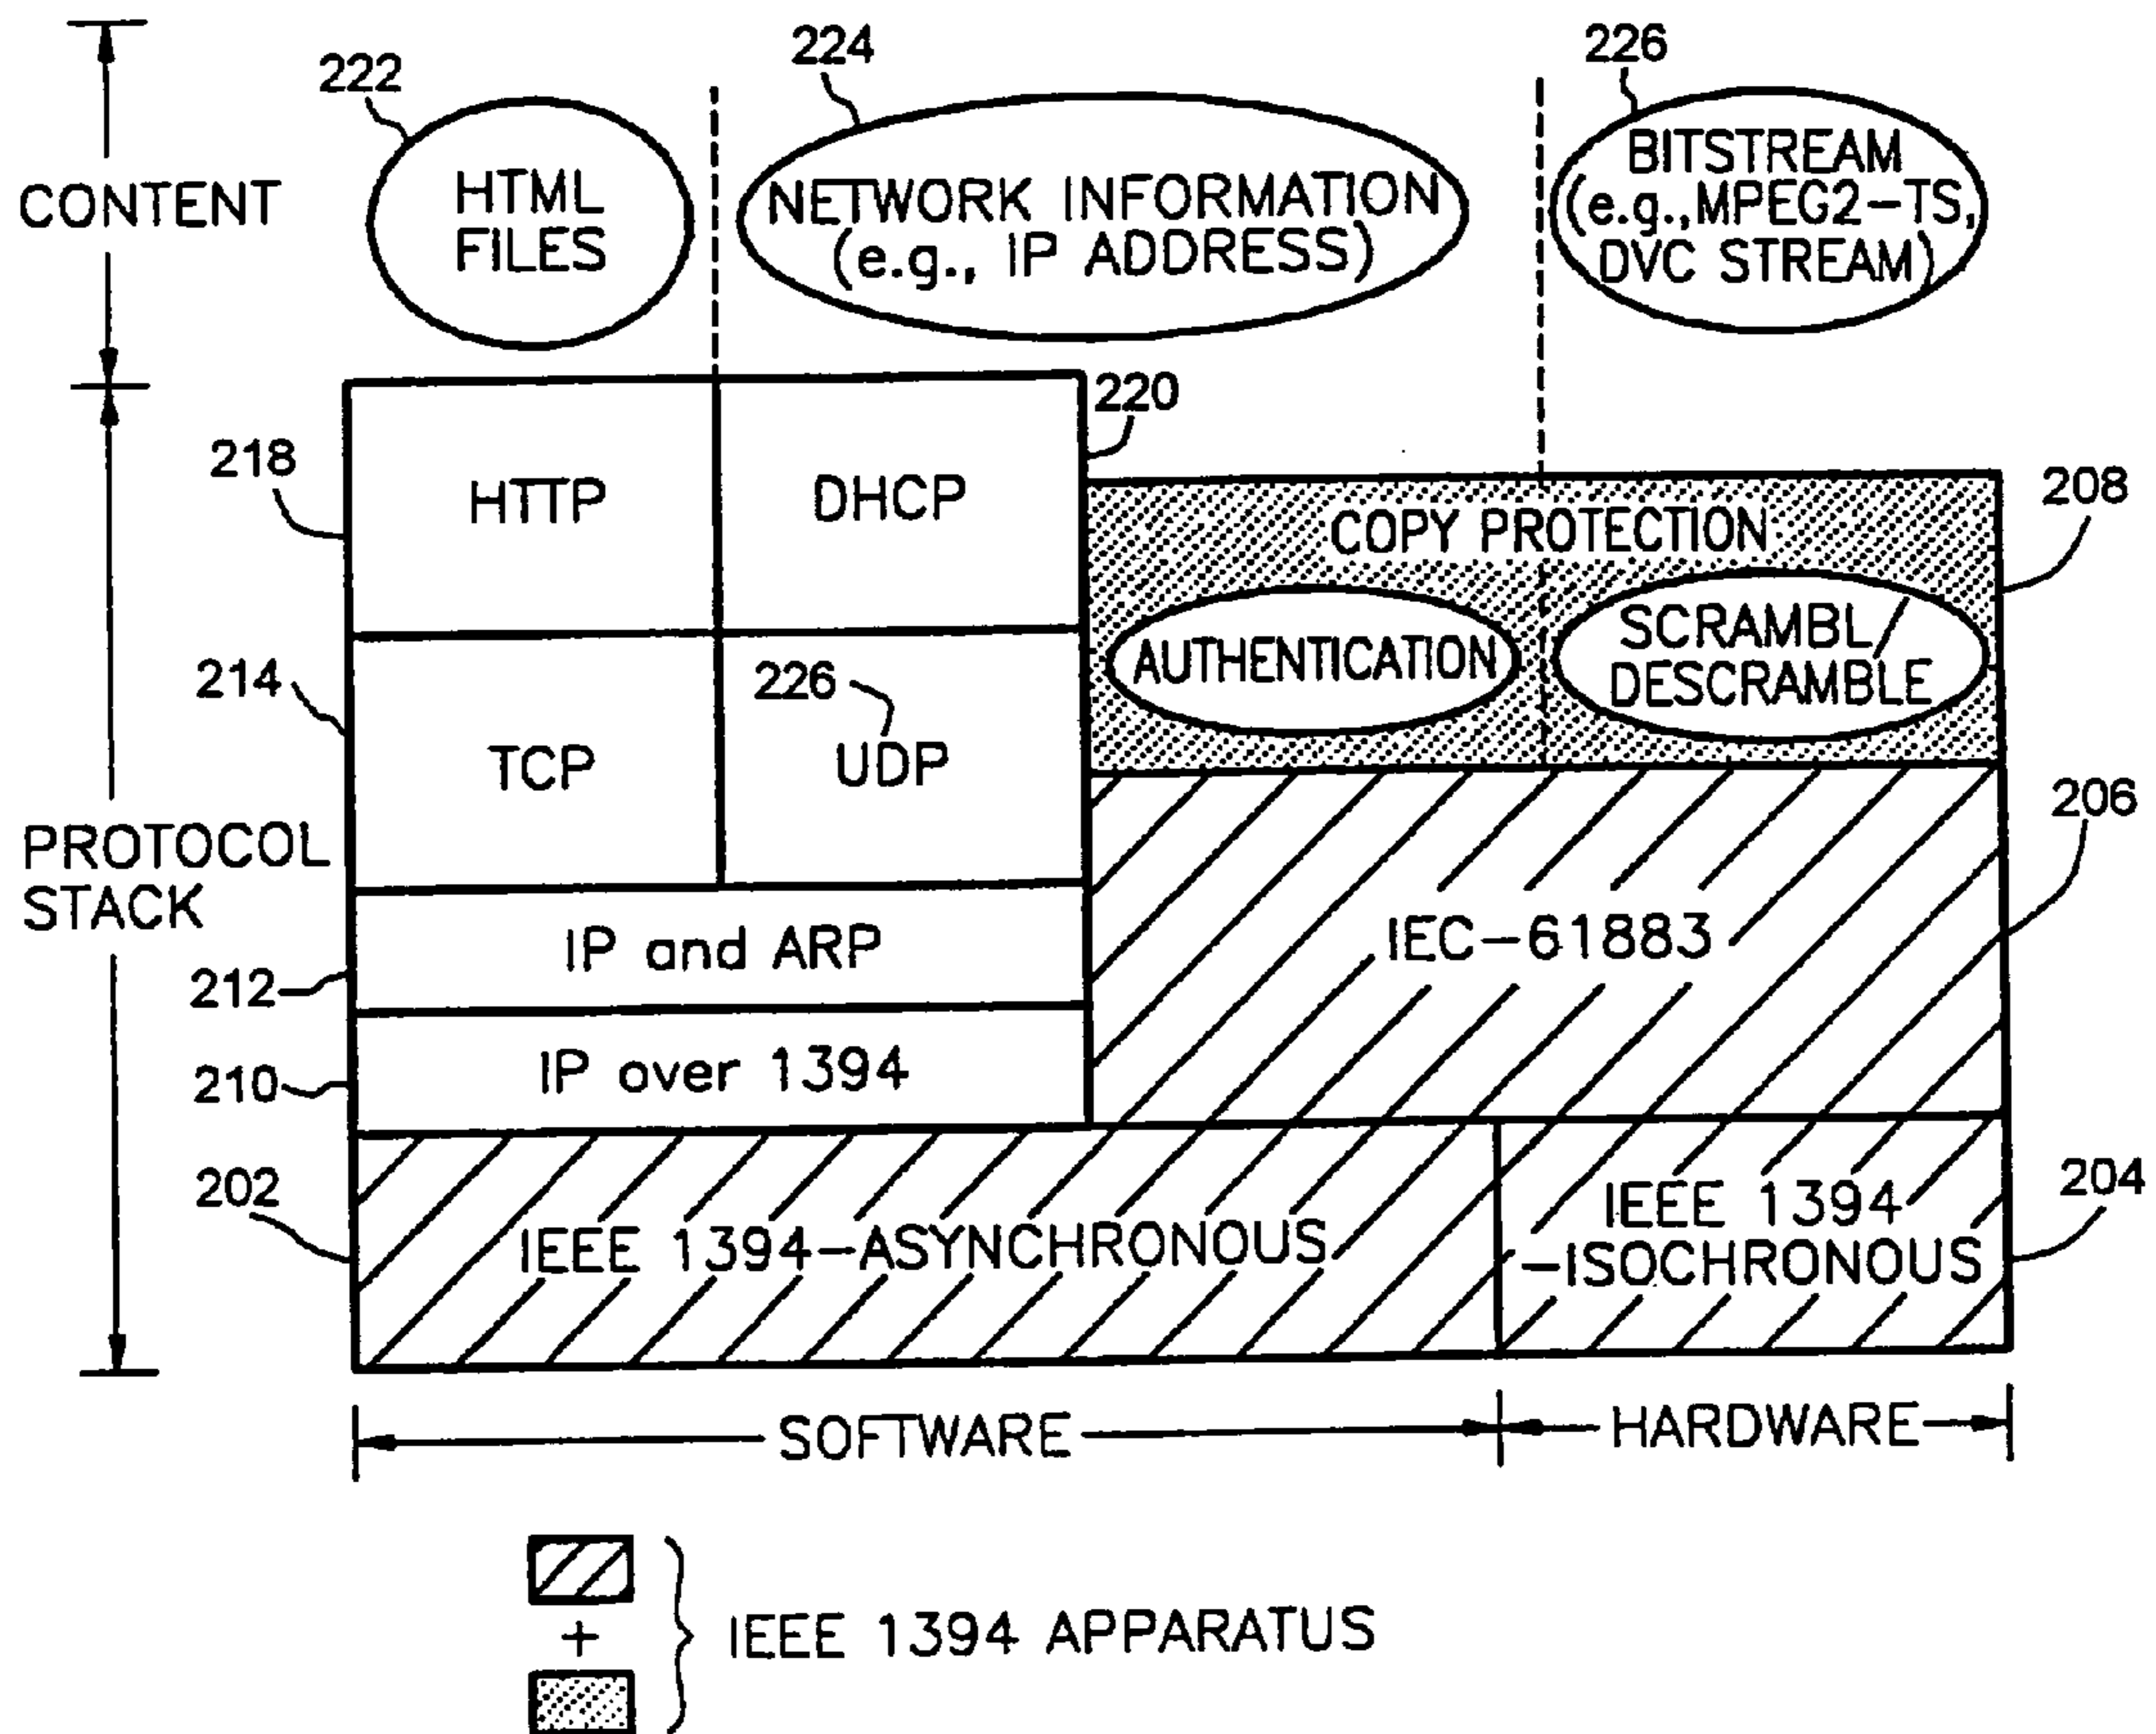 222
224
226
CONTENT
HTML
FILES
NETWORK INFORMATION
(e.g., IP ADDRESS)
BITSTREAM
(e.g., MPEG2-TS,
DVC STREAM)
218
HTTP
DHCP
220
COPY PROTECTION
208
AUTHENTICATION
SCRAMBL/
DESCRAMBLE
214
TCP
226
UDP
206
PROTOCOL
STACK
IP and ARP
IEC-61883
212
210
IP over 1394
202
IEEE 1394-ASYNCHRONOUS
IEEE 1394
-ISOCHRONOUS
204
SOFTWARE
HARDWARE
+
IEEE 1394 APPARATUS